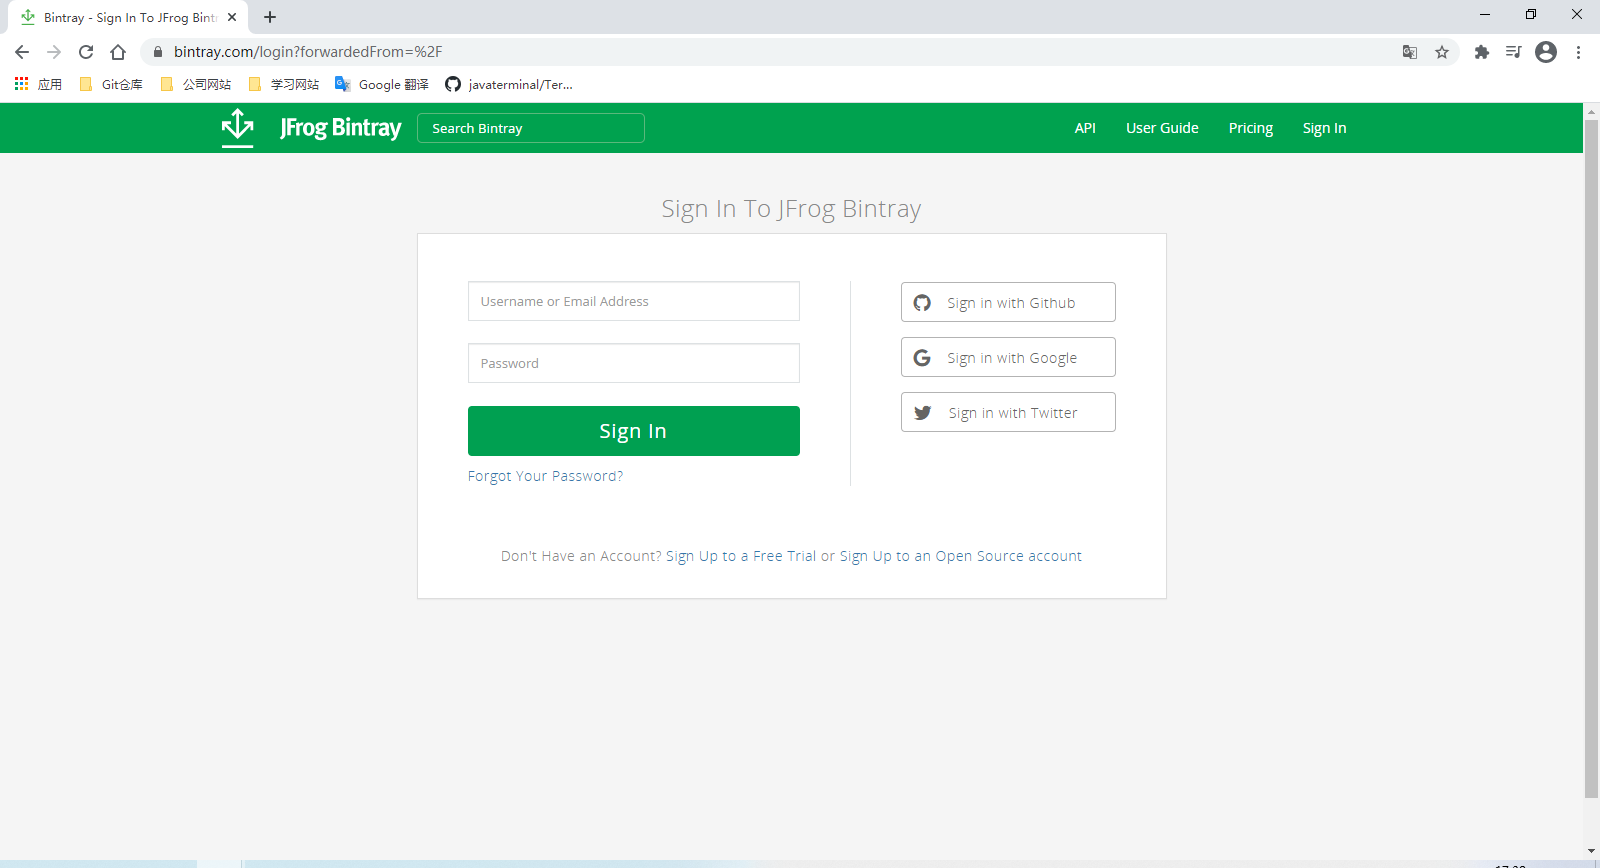 Bintray - Sign In To JFrog Bint
bintray.com/login?forwardedFrom=%2F
应用 Git仓库 公司网站 学习网站 Google 翻译 javaterminal/Ter...
JFrog Bintray Search Bintray API User Guide Pricing Sign In
Sign In To JFrog Bintray
Username or Email Address
Password
Sign In
Forgot Your Password?
Sign in with Github
Sign in with Google
Sign in with Twitter
Don't Have an Account? Sign Up to a Free Trial or Sign Up to an Open Source account